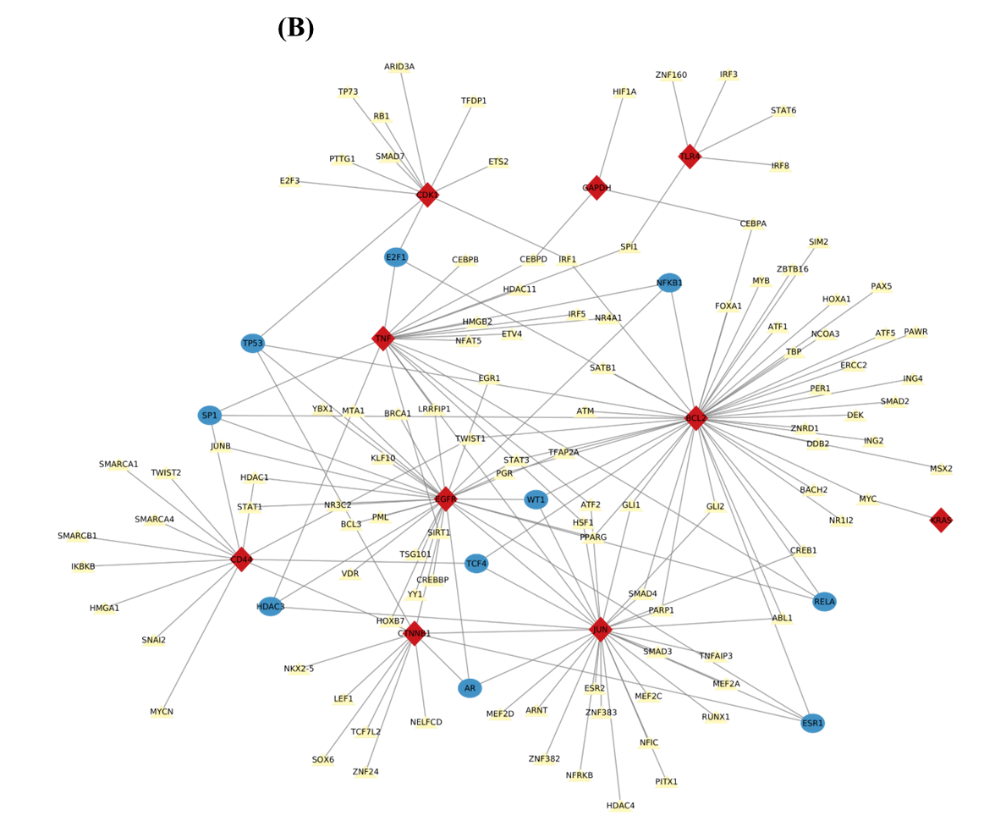 (B)
ARID3A
ZNF160
IRF3
TP73
HIF1A
TFDP1
STAT6
RB1
PTTG1
SMAD7
ETS2
TLR4
IRF8
E2F3
CDK1
GAPDH
CEBPA
SIM2
SPI1
E2F1
CEBPB
CEBPD
IRF1
ZBTB16
NFKB1
MYB
PAX5
HDAC11
HOXA1
FOXA1
IRF5
NR4A1
HMGB2
ATF1
NCOA3
ATF5
PAWR
ETV4
TNF
NFAT5
TP53
TBP
ERCC2
SATB1
EGR1
ING4
PER1
SMAD2
YBX1
MTA1
BRCA1
LRRFIP1
ATM
SP1
BCL2
DEK
ZNRD1
JUNB
TWIST1
DDB2
ING2
KLF10
STAT3
TFAP2A
SMARCA1
TWIST2
MSX2
HDAC1
PGR
BACH2
MYC
STAT1
NR3C2
EGFR
WT1
ATF2
GLI1
GLI2
SMARCA4
BCL3
PML
HSF1
NR1I2
KRAS
SMARCB1
SIRT1
PPARG
CREB1
IKBKB
CD44
TSG101
TCF4
VDR
CREBBP
YY1
SMAD4
RELA
HMGA1
HDAC3
PARP1
HOXB7
ABL1
SNAI2
CTNNB1
JUN
SMAD3
TNFAIP3
NKX2-5
AR
ESR2
MEF2A
LEF1
MEF2C
MYCN
NELFCD
MEF2D
ARNT
ZNF383
RUNX1
ESR1
TCF7L2
NFIC
SOX6
ZNF24
ZNF382
NFRKB
PITX1
HDAC4